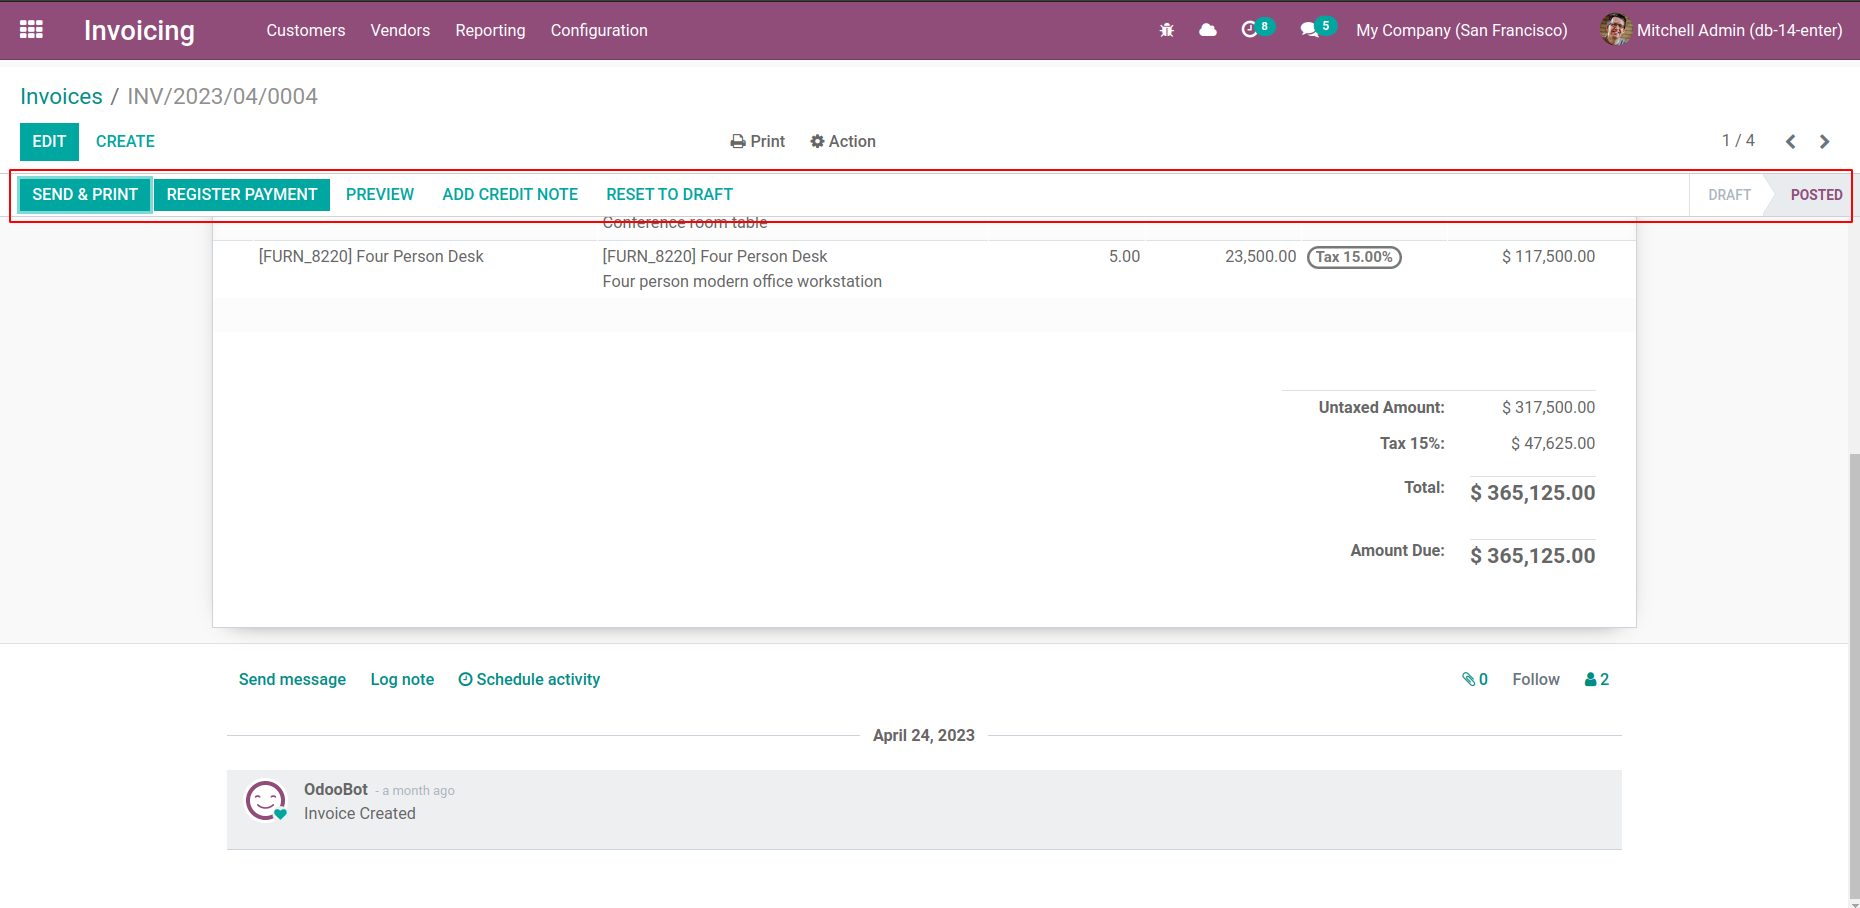 Invoicing Customers Vendors Reporting Configuration 8 5 My Company (San Francisco) Mitchell Admin (db-14-enter)
Invoices / INV/2023/04/0004
EDIT CREATE Print Action 1 / 4
SEND & PRINT REGISTER PAYMENT PREVIEW ADD CREDIT NOTE RESET TO DRAFT DRAFT POSTED
Conference room table
[FURN_8220] Four Person Desk [FURN_8220] Four Person Desk 5.00 23,500.00 Tax 15.00% $ 117,500.00
Four person modern office workstation
Untaxed Amount: $ 317,500.00
Tax 15%: $ 47,625.00
Total: $ 365,125.00
Amount Due: $ 365,125.00
Send message Log note Schedule activity 0 Follow 2
April 24, 2023
OdooBot - a month ago
Invoice Created